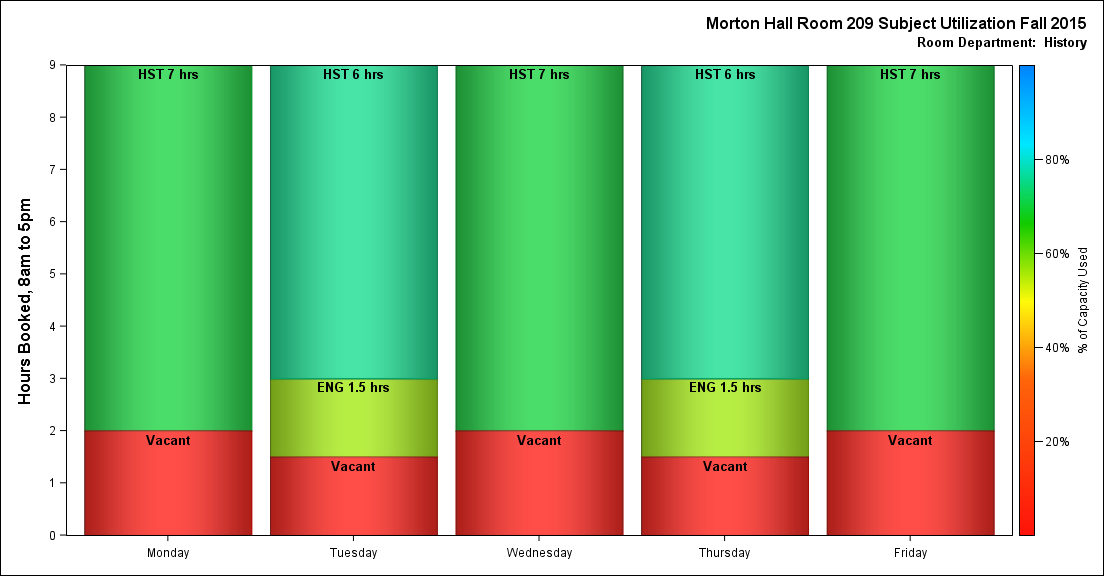 Morton Hall Room 209 Subject Utilization Fall 2015
Room Department:  History
Hours Booked, 8am to 5pm
9
8
7
6
5
4
3
2
1
0
HST 7 hrs
Vacant
HST 6 hrs
ENG 1.5 hrs
Vacant
HST 7 hrs
Vacant
HST 6 hrs
ENG 1.5 hrs
Vacant
HST 7 hrs
Vacant
Monday
Tuesday
Wednesday
Thursday
Friday
80%
60%
40%
20%
% of Capacity Used